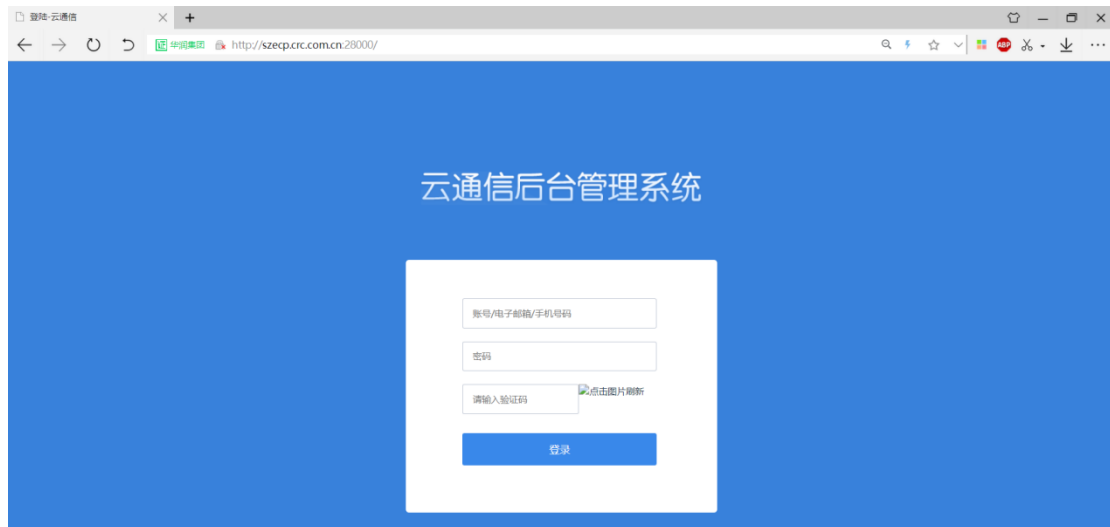 登陆-云通信
证 华润集团 http://szecp.crc.com.cn:28000/
ABP
云通信后台管理系统
账号/电子邮箱/手机号码
密码
请输入验证码
点击图片刷新
登录